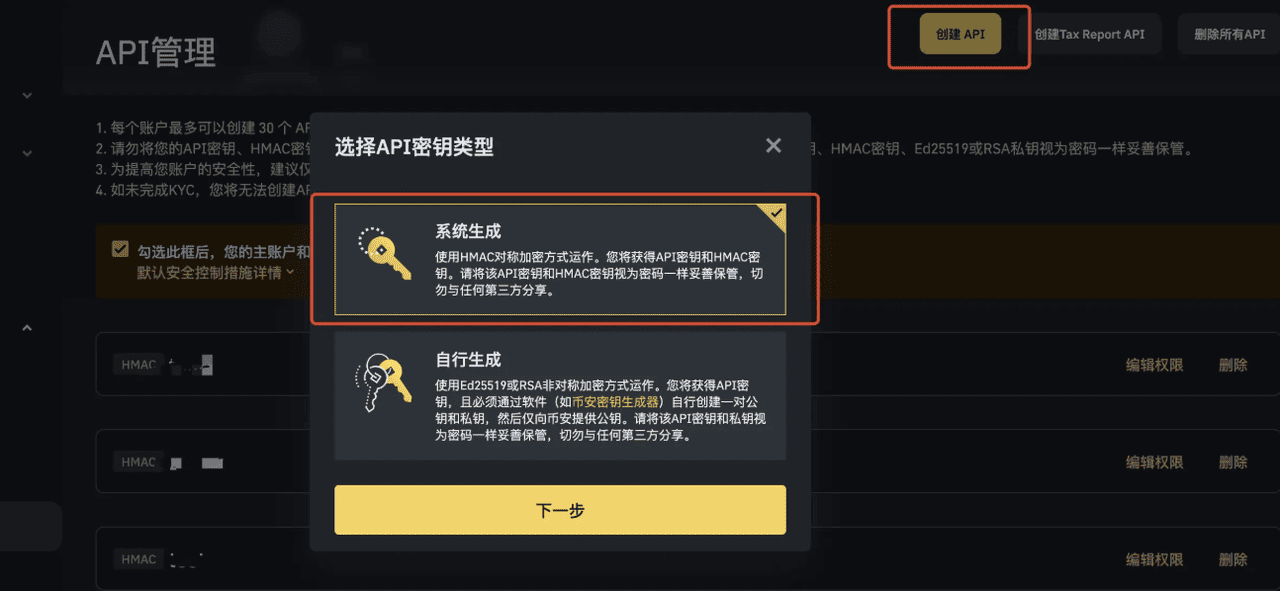 API管理
创建 API
创建Tax Report API
删除所有API
1. 每个账户最多可以创建 30 个
2. 请勿将您的API密钥、HMAC密
、HMAC密钥、Ed25519或RSA私钥视为密码一样妥善保管。
3. 为提高您账户的安全性，建议仅
4. 如未完成KYC，您将无法创建
勾选此框后，您的主账户和
默认安全控制措施详情
选择API密钥类型
系统生成
使用HMAC对称加密方式运作。您将获得API密钥和HMAC密
钥。请将该API密钥和HMAC密钥视为密码一样妥善保管，切
勿与任何第三方分享。
自行生成
使用Ed25519或RSA非对称加密方式运作。您将获得API密
钥，且必须通过软件（如币安密钥生成器）自行创建一对公
钥和私钥，然后仅向币安提供公钥。请将该API密钥和私钥视
为密码一样妥善保管，切勿与任何第三方分享。
下一步
HMAC
编辑权限
删除
HMAC
编辑权限
删除
HMAC
编辑权限
删除